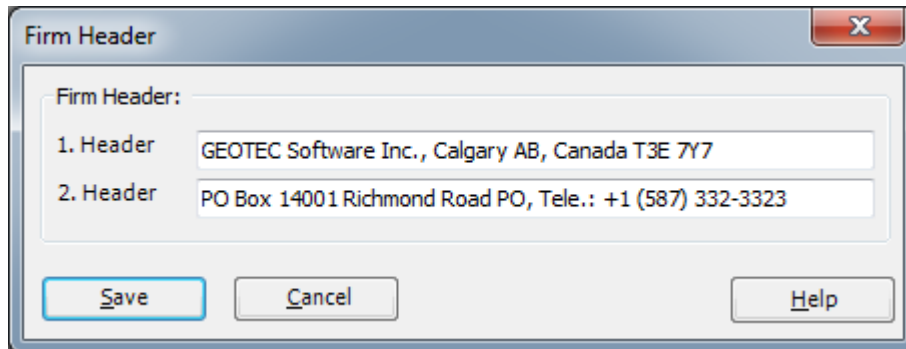 Firm Header
Firm Header:
1. Header GEOTEC Software Inc., Calgary AB, Canada T3E 7Y7
2. Header PO Box 14001 Richmond Road PO, Tele.: +1 (587) 332-3323
Save Cancel Help